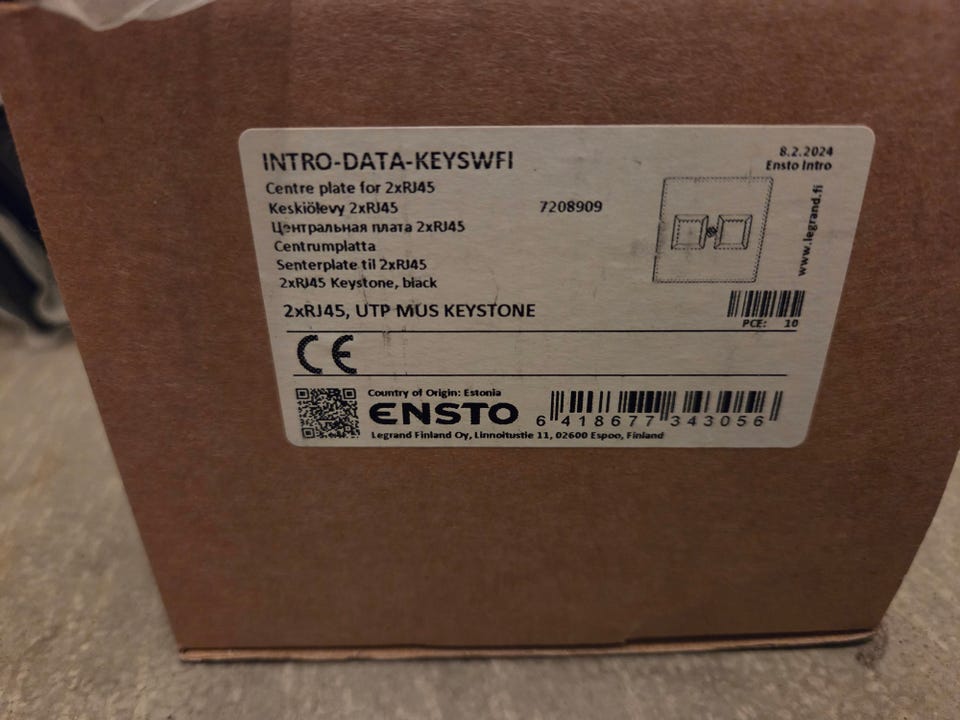 INTRO-DATA-KEYSWFI
8.2.2024
Ensto Intro
Centre plate for 2xRJ45
Keskiölevy 2xRJ45
7208909
Центральная плата 2xRJ45
Centrumplatta
Senterplate til 2xRJ45
2xRJ45 Keystone, black
www.legrand.fi
2xRJ45, UTP MUS KEYSTONE
PCE: 10
CE
Country of Origin: Estonia
ENSTO
6 418677 343056
Legrand Finland Oy, Linnoitustie 11, 02600 Espoo, Finland